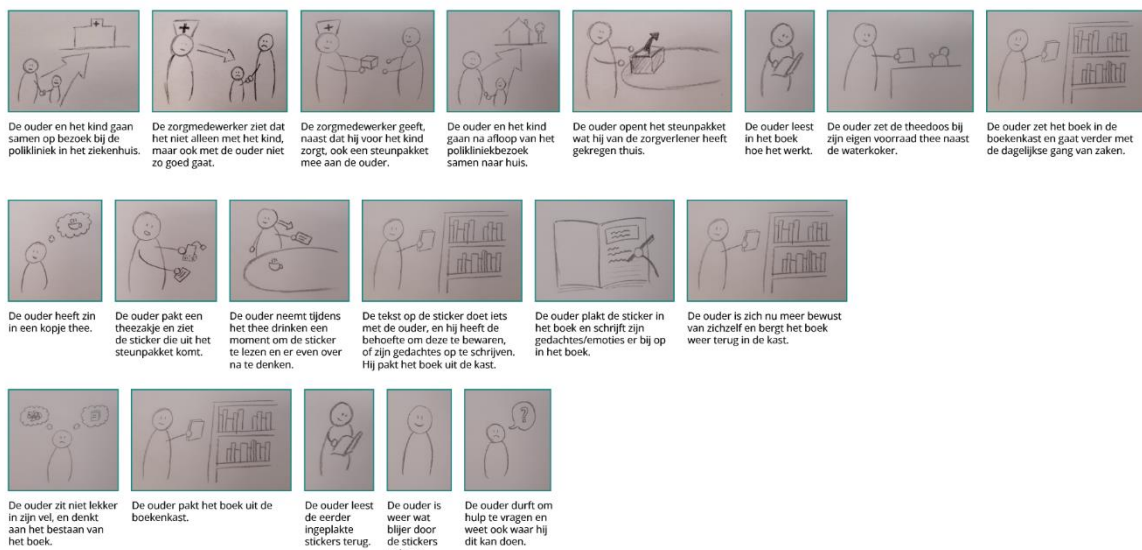 De ouder en het kind gaan
samen op bezoek bij de
polikliniek in het ziekenhuis.
De zorgmedewerker ziet dat
het niet alleen met het kind,
maar ook met de ouder niet
zo goed gaat.
De zorgmedewerker geeft,
naast dat hij voor het kind
zorgt, ook een steunpakket
mee aan de ouder.
De ouder en het kind
gaan na afloop van het
polikliniekbezoek
samen naar huis.
De ouder opent het steunpakket
wat hij van de zorgverlener heeft
gekregen thuis.
De ouder leest
in het boek
hoe het werkt.
De ouder zet de theedoos bij
zijn eigen voorraad thee naast
de waterkoker.
De ouder zet het boek in de
boekenkast en gaat verder met
de dagelijkse gang van zaken.
De ouder heeft zin
in een kopje thee.
De ouder pakt een
theezakje en ziet
de sticker die uit het
steunpakket komt.
De ouder neemt tijdens
het thee drinken een
moment om de sticker
te lezen en er even over
na te denken.
De tekst op de sticker doet iets
met de ouder, en hij heeft de
behoefte om deze te bewaren,
of zijn gedachtes op te schrijven.
Hij pakt het boek uit de kast.
De ouder plakt de sticker in
het boek en schrijft zijn
gedachtes/emoties er bij op
in het boek.
De ouder is zich nu meer bewust
van zichzelf en bergt het boek
weer terug in de kast.
De ouder zit niet lekker
in zijn vel, en denkt
aan het bestaan van
het boek.
De ouder pakt het boek uit de
boekenkast.
De ouder leest
de eerder
ingeplakte
stickers terug.
De ouder is
weer wat
blijer door
de stickers
?
De ouder durft om
hulp te vragen en
weet ook waar hij
dit kan doen.